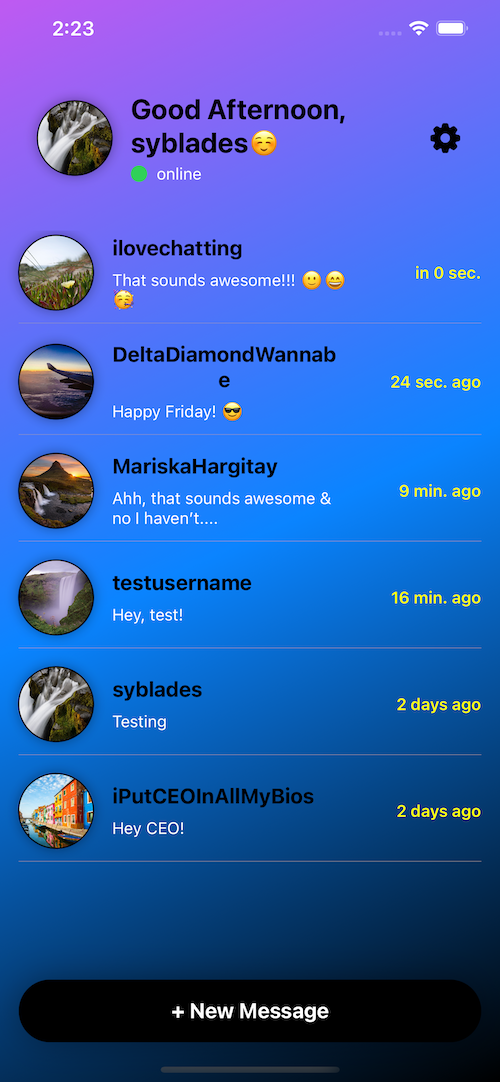 2:23
Good Afternoon,
syblades☺️
online
ilovechatting
That sounds awesome!!! 🙂😄
🥳
in 0 sec.
DeltaDiamondWannab
e
Happy Friday! 😎
24 sec. ago
MariskaHargitay
Ahh, that sounds awesome &
no I haven’t....
9 min. ago
testusername
Hey, test!
16 min. ago
syblades
Testing
2 days ago
iPutCEOInAllMyBios
Hey CEO!
2 days ago
+ New Message